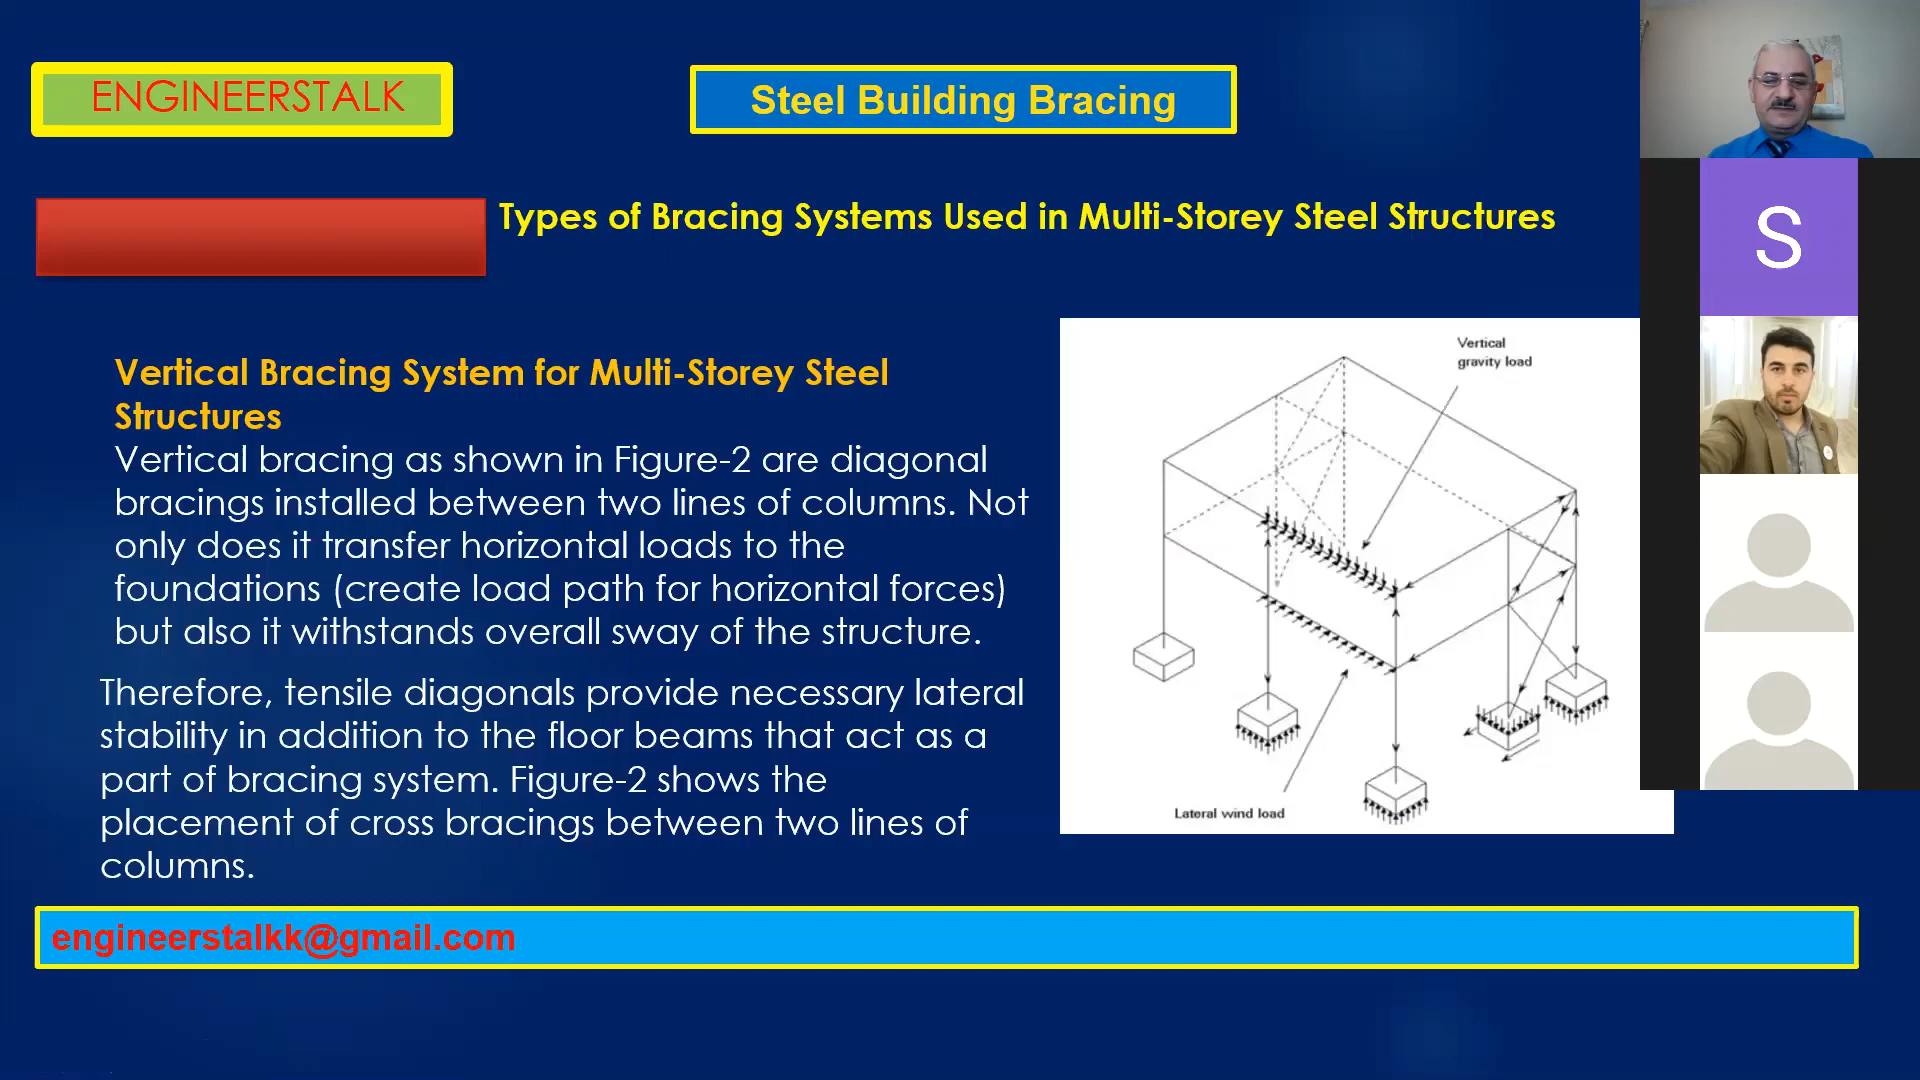 ENGINEERSTALK
Steel Building Bracing
Types of Bracing Systems Used in Multi-Storey Steel Structures
Vertical Bracing System for Multi-Storey Steel
Structures
Vertical bracing as shown in Figure-2 are diagonal
bracings installed between two lines of columns. Not
only does it transfer horizontal loads to the
foundations (create load path for horizontal forces)
but also it withstands overall sway of the structure.
Therefore, tensile diagonals provide necessary lateral
stability in addition to the floor beams that act as a
part of bracing system. Figure-2 shows the
placement of cross bracings between two lines of
columns.
Vertical
gravity load
Lateral wind load
S
engineerstalkk@gmail.com